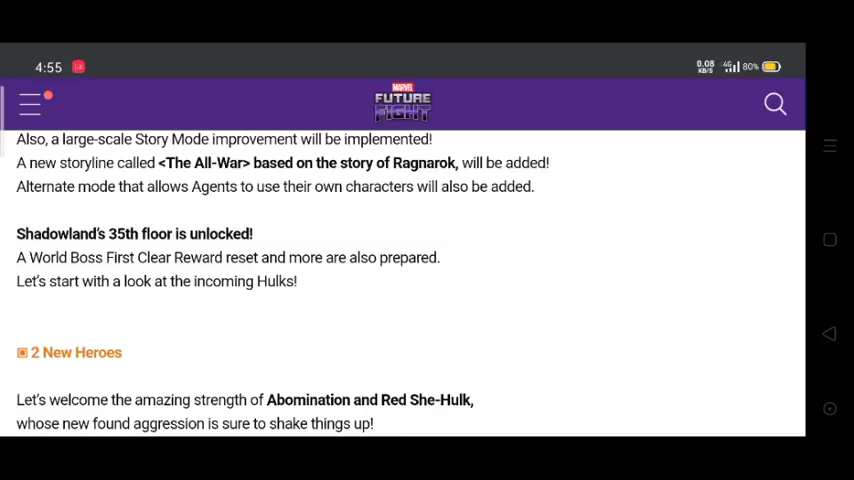 4:55
0.08 KB/S 4G 80%
MARVEL
FUTURE
FIGHT
Also, a large-scale Story Mode improvement will be implemented!
A new storyline called <The All-War> based on the story of Ragnarok, will be added!
Alternate mode that allows Agents to use their own characters will also be added.
Shadowland's 35th floor is unlocked!
A World Boss First Clear Reward reset and more are also prepared.
Let's start with a look at the incoming Hulks!
▣ 2 New Heroes
Let's welcome the amazing strength of Abomination and Red She-Hulk,
whose new found aggression is sure to shake things up!